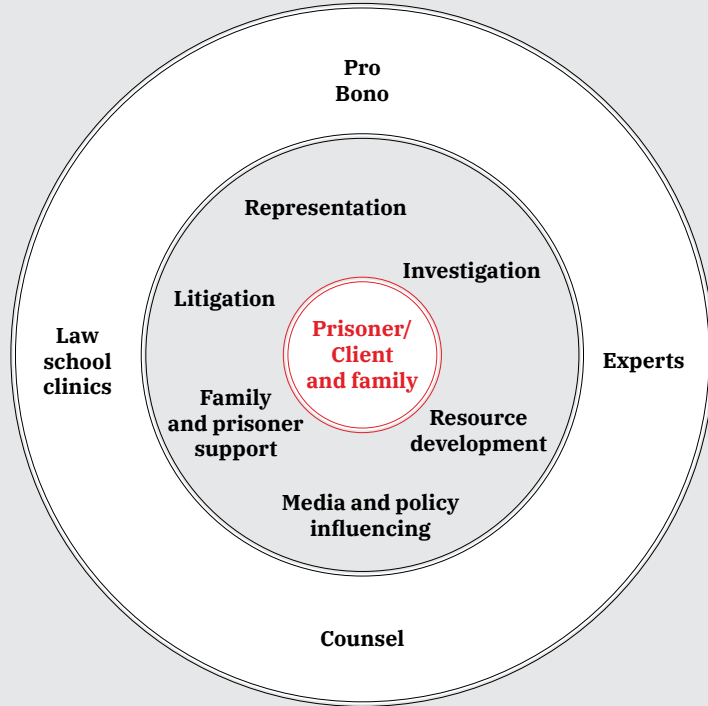 Pro
Bono
Representation
Investigation
Litigation
Prisoner/
Client
and family
Law
school
clinics
Experts
Family
and prisoner
support
Resource
development
Media and policy
influencing
Counsel